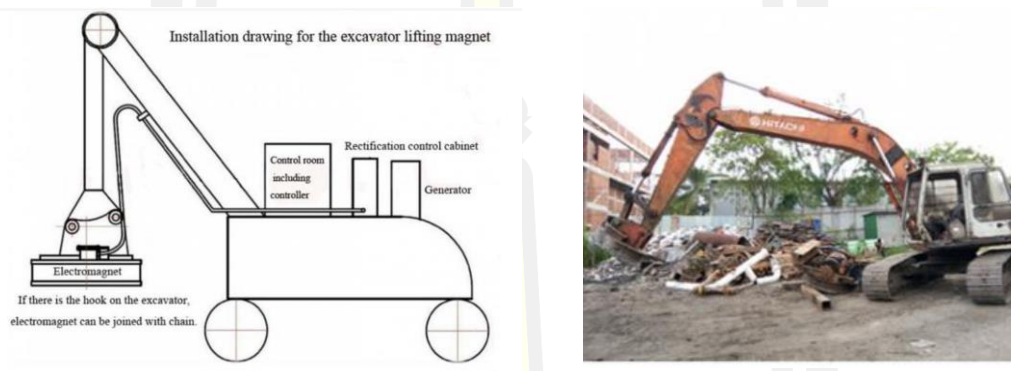 Installation drawing for the excavator lifting magnet
Control room
including
controller
Rectification control cabinet
Generator
Electromagnet
If there is the hook on the excavator,
electromagnet can be joined with chain.
HITACHI